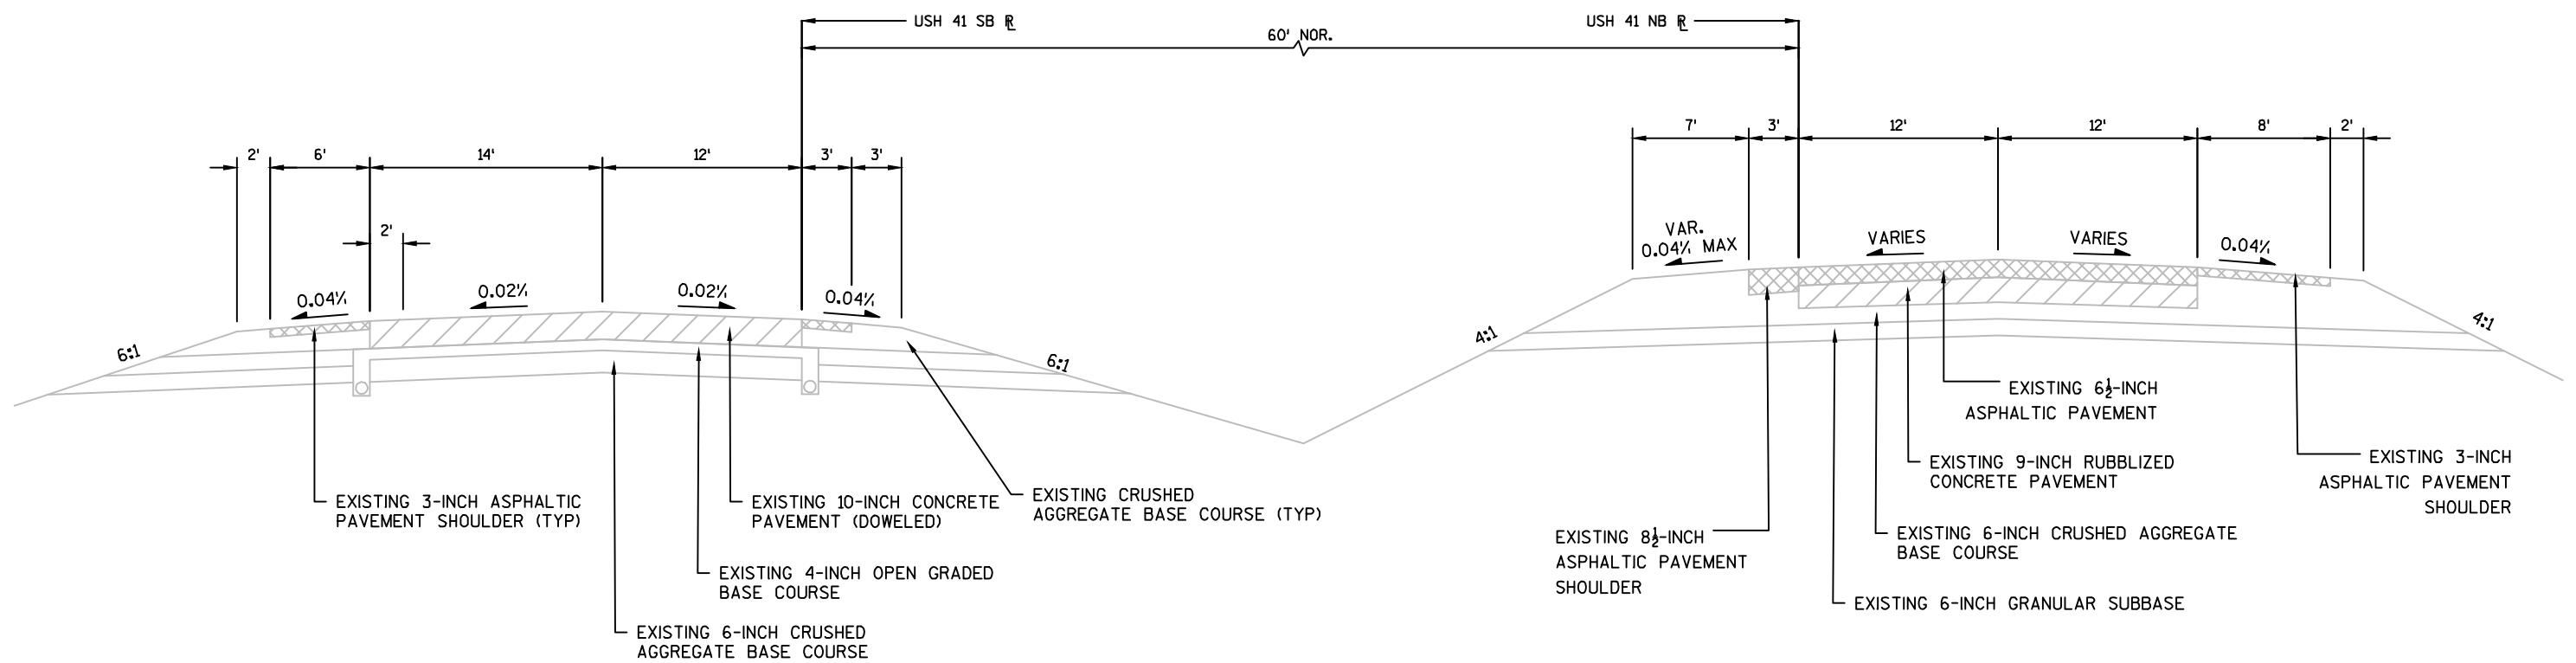 USH 41 SB RL
USH 41 NB RL
60' NOR.
2'
6'
14'
12'
3'
3'
7'
3'
12'
12'
8'
2'
2'
0.04'/,
0.02'/,
0.02'/,
0.04'/,
VAR.
0.04'/, MAX
VARIES
VARIES
0.04'/,
6:1
6:1
4:1
4:1
EXISTING 3-INCH ASPHALTIC
PAVEMENT SHOULDER (TYP)
EXISTING 10-INCH CONCRETE
PAVEMENT (DOWELED)
EXISTING CRUSHED
AGGREGATE BASE COURSE (TYP)
EXISTING 4-INCH OPEN GRADED
BASE COURSE
EXISTING 6-INCH CRUSHED
AGGREGATE BASE COURSE
EXISTING 6½-INCH
ASPHALTIC PAVEMENT
EXISTING 9-INCH RUBBLIZED
CONCRETE PAVEMENT
EXISTING 3-INCH
ASPHALTIC PAVEMENT
SHOULDER
EXISTING 8½-INCH
ASPHALTIC PAVEMENT
SHOULDER
EXISTING 6-INCH CRUSHED AGGREGATE
BASE COURSE
EXISTING 6-INCH GRANULAR SUBBASE